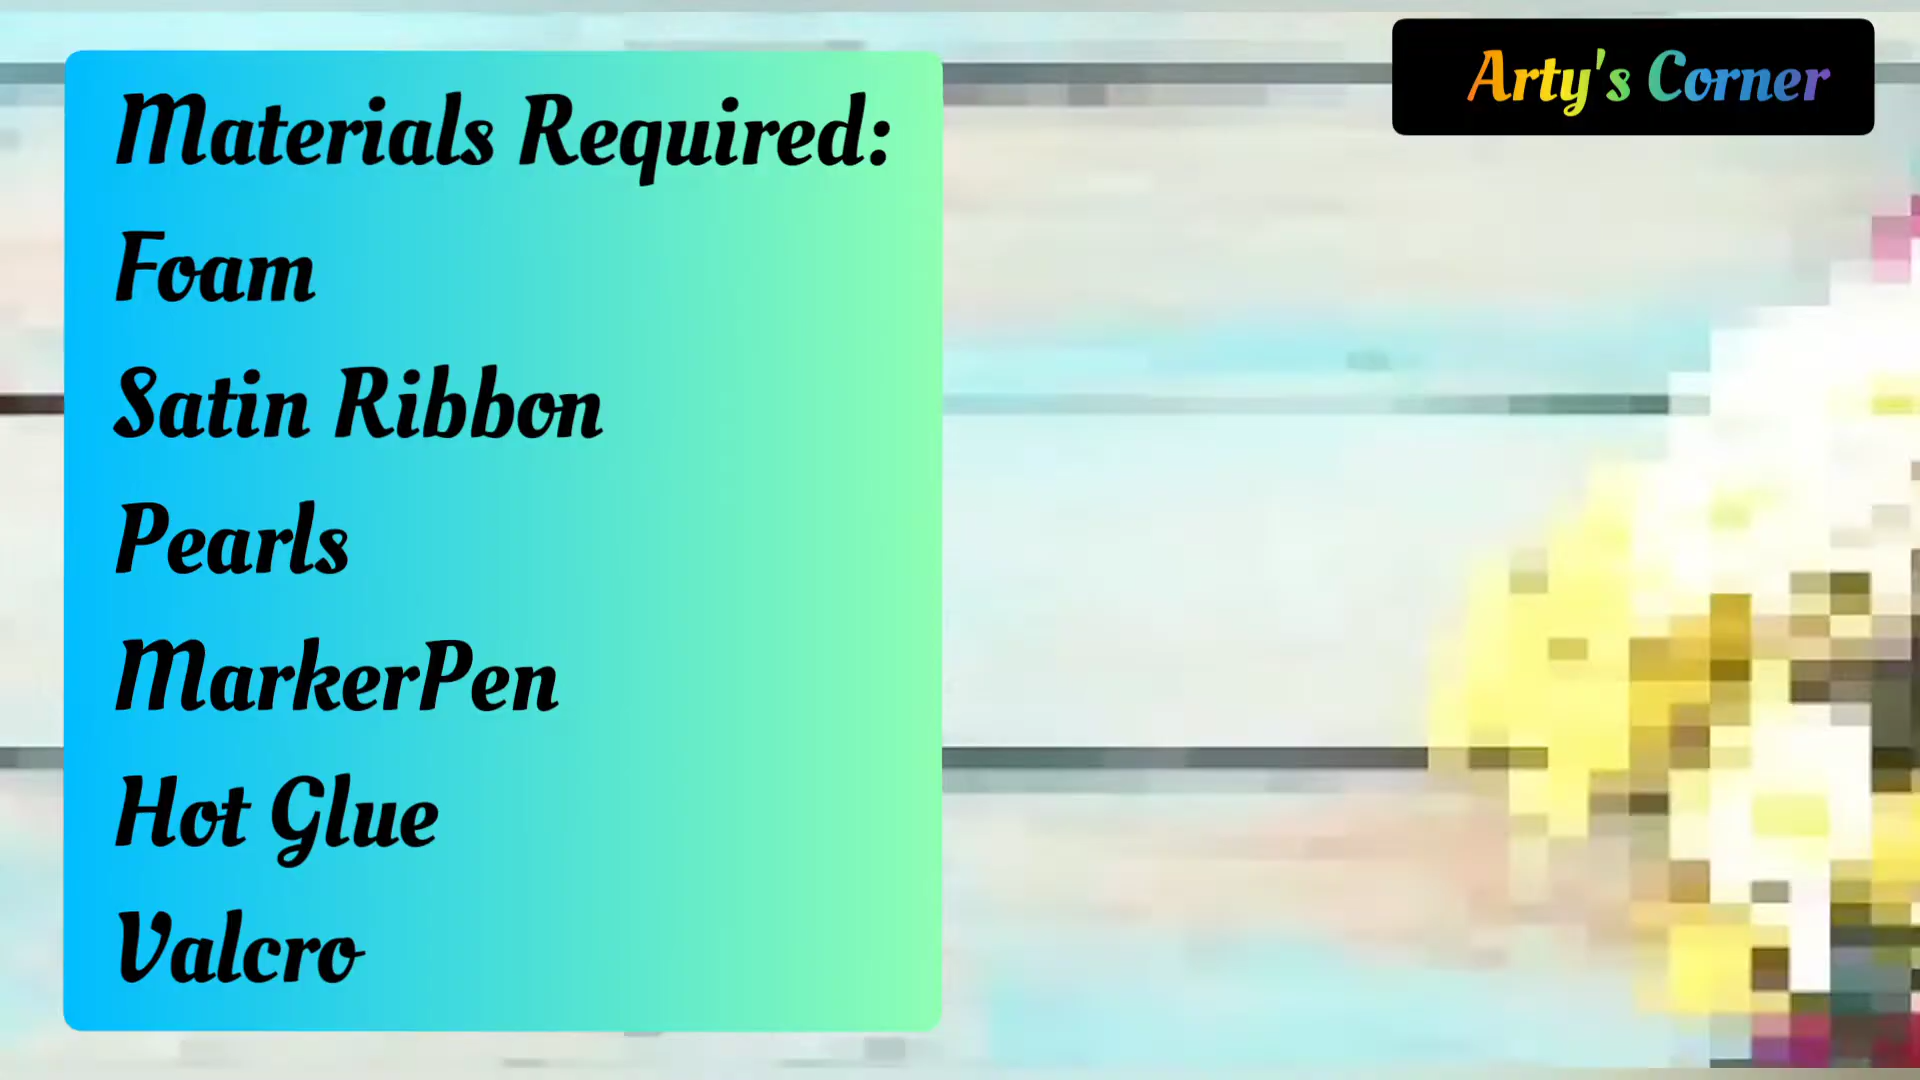 Arty's Corner
Materials Required:
Foam
Satin Ribbon
Pearls
MarkerPen
Hot Glue
Valcro